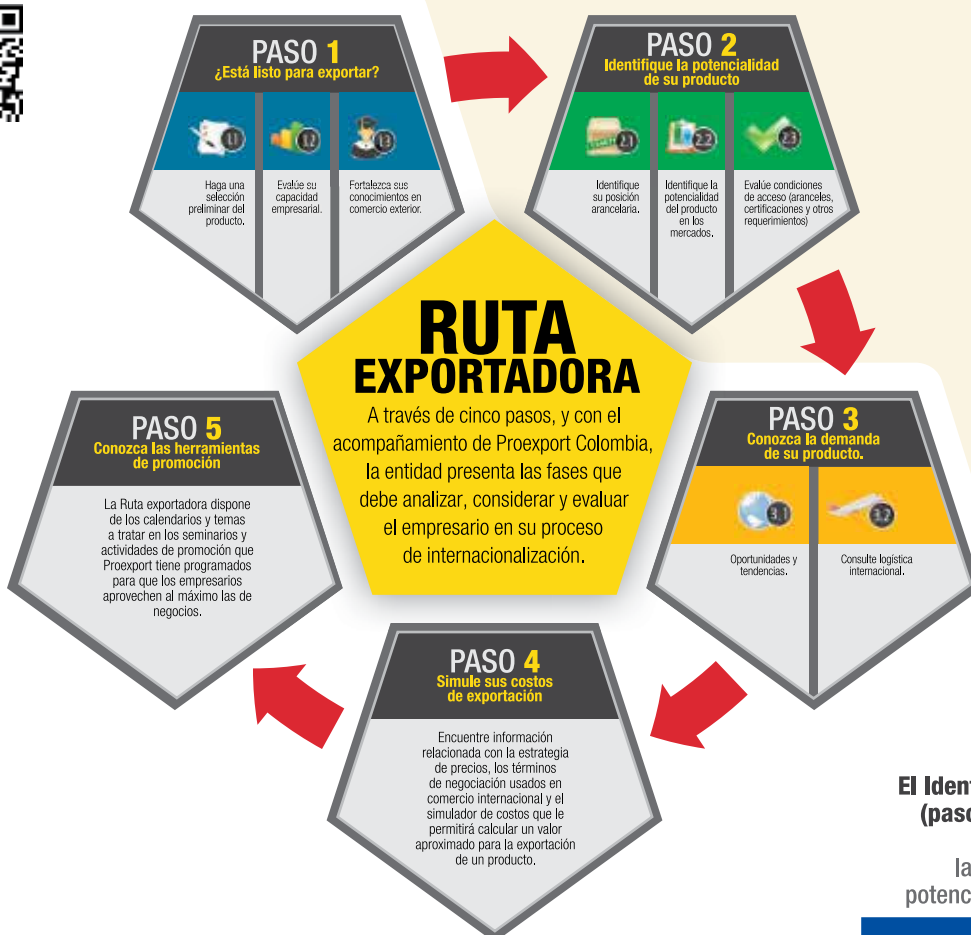 PASO 1
¿Está listo para exportar?
1.1
1.2
1.3
Haga una
selección
preliminar del
producto.
Evalúe su
capacidad
empresarial.
Fortalezca sus
conocimientos en
comercio exterior.
PASO 2
Identifique la potencialidad
de su producto
2.1
2.2
2.3
Identifique
su posición
arancelaria.
Identifique la
potencialidad
del producto
en los
mercados.
Evalúe condiciones
de acceso (aranceles,
certificaciones y otros
requerimientos)
RUTA
EXPORTADORA
A través de cinco pasos, y con el
acompañamiento de Proexport Colombia,
la entidad presenta las fases que
debe analizar, considerar y evaluar
el empresario en su proceso
de internacionalización.
PASO 3
Conozca la demanda
de su producto.
3.1
3.2
Oportunidades y
tendencias.
Consulte logística
internacional.
PASO 4
Simule sus costos
de exportación
Encuentre información
relacionada con la estrategia
de precios, los términos
de negociación usados en
comercio internacional y el
simulador de costos que le
permitirá calcular un valor
aproximado para la exportación
de un producto.
PASO 5
Conozca las herramientas
de promoción
La Ruta exportadora dispone
de los calendarios y temas
a tratar en los seminarios y
actividades de promoción que
Proexport tiene programados
para que los empresarios
aprovechen al máximo las de
negocios.
El Ident
(paso
la
potenc